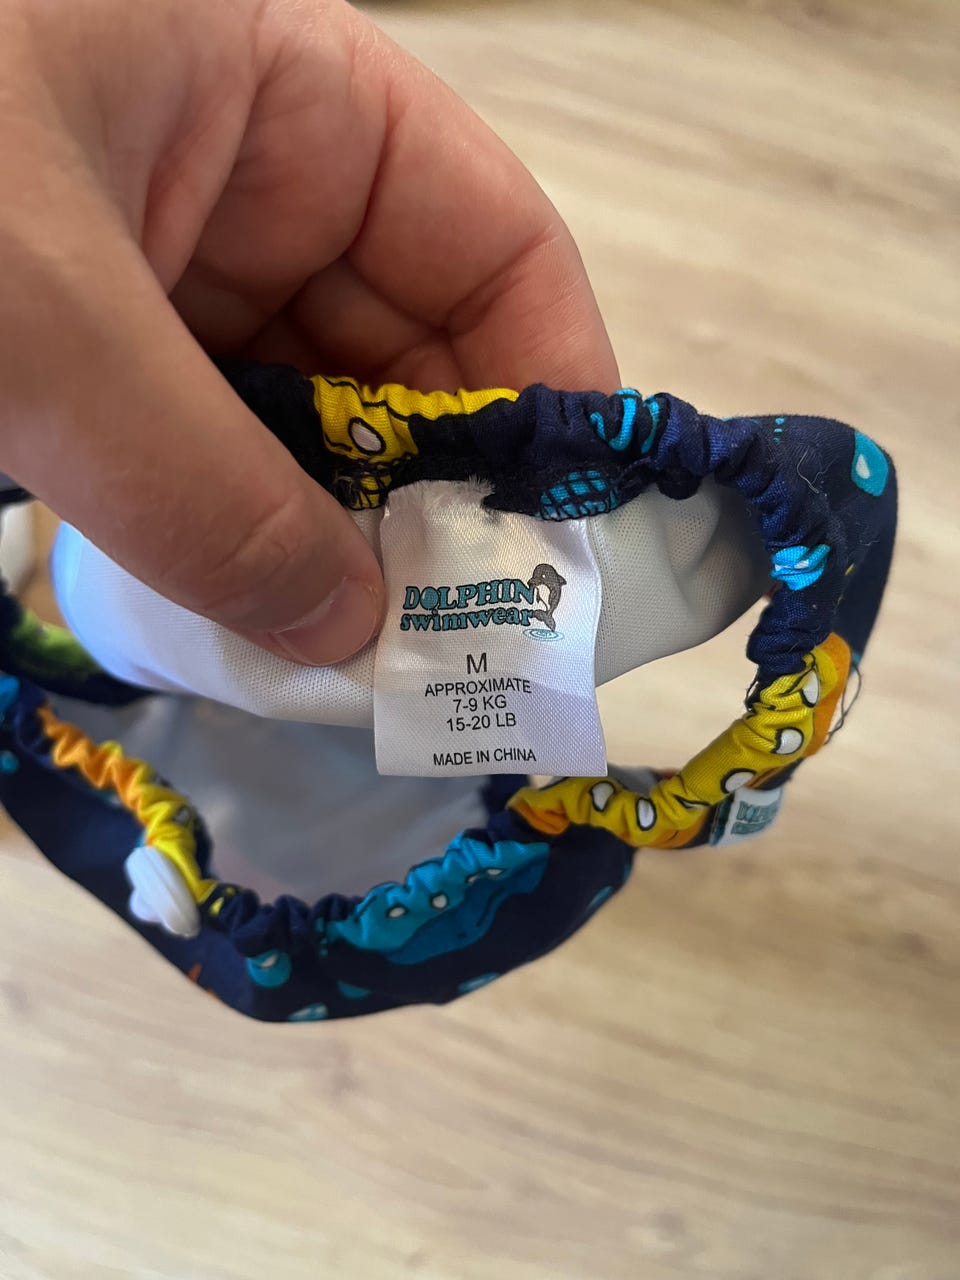 DOLPHIN
swimwear
M
APPROXIMATE
7-9 KG
15-20 LB
MADE IN CHINA